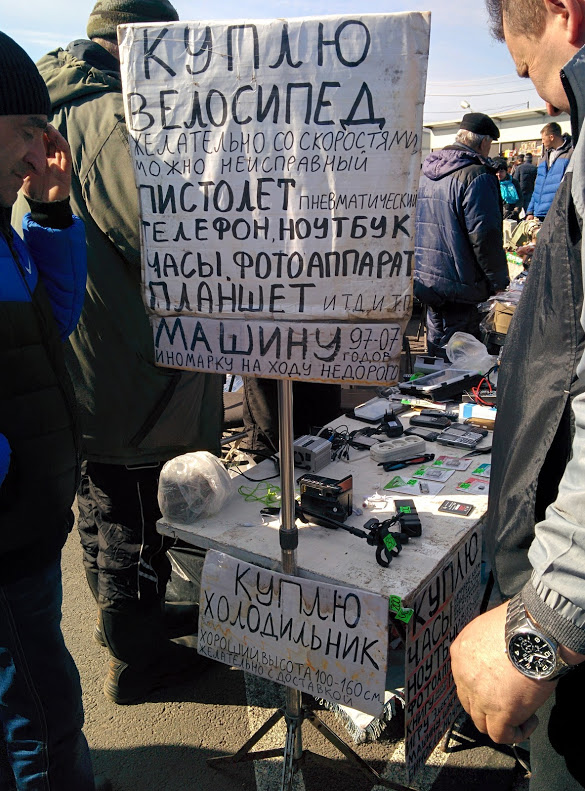 КУПЛЮ
ВЕЛОСИПЕД
ЖЕЛАТЕЛЬНО СО СКОРОСТЯМИ
МОЖНО НЕИСПРАВНЫЙ
ПИСТОЛЕТ ПНЕВМАТИЧЕСКИЙ
ТЕЛЕФОН, НОУТБУК
ЧАСЫ, ФОТОАППАРАТ
ПЛАНШЕТ И Т.Д, И Т.П
МАШИНУ 97-07 ГОДОВ
ИНОМАРКУ НА ХОДУ НЕДОРОГО
КУПЛЮ
ХОЛОДИЛЬНИК
ХОРОШИЙ ВЫСОТА 100-160 СМ
ЖЕЛАТЕЛЬНО С ДОСТАВКОЙ
КУПЛЮ
ЧАСЫ